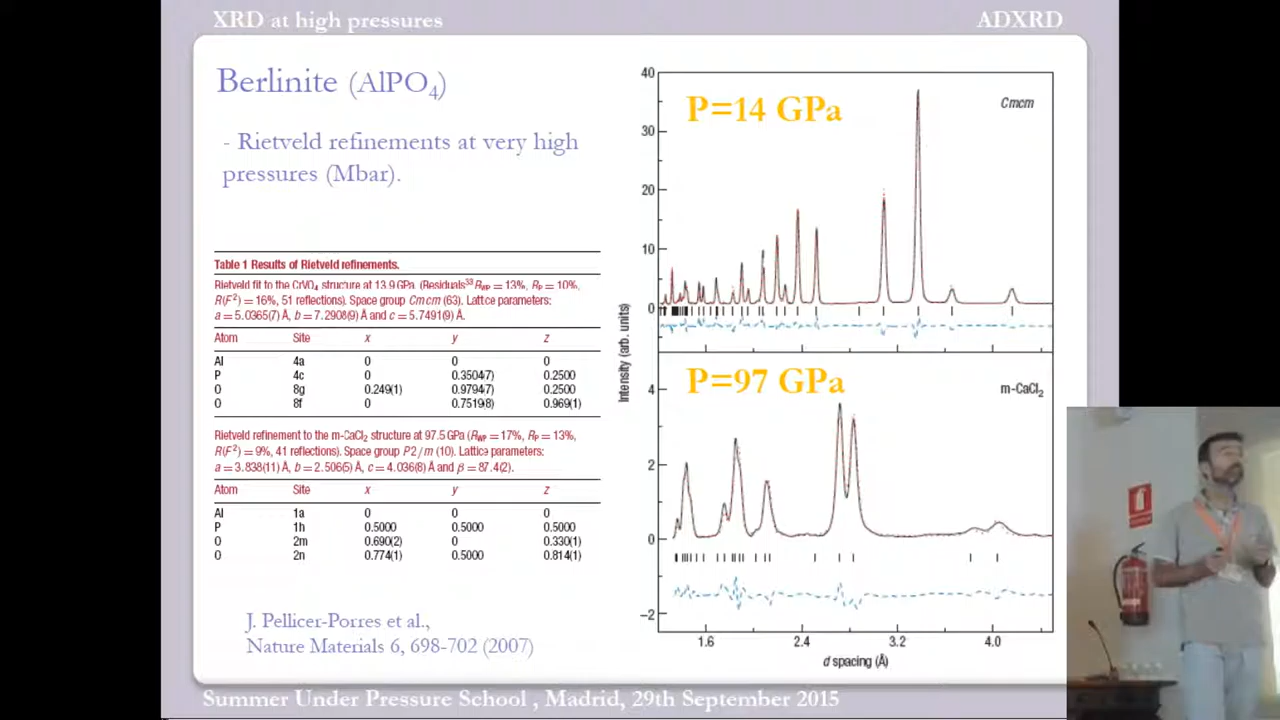 XRD at high pressures
ADXRD
Berlinite (AlPO₄)
- Rietveld refinements at very high
pressures (Mbar).
Table 1 Results of Rietveld refinements.
Rietveld fit to the CrVO₄ structure at 13.9 GPa. (Residuals³³ RWP = 13%, RP = 10%,
R(F²) = 16%, 51 reflections). Space group Cmcm (63). Lattce parameters:
a = 5.0365(7) Å, b = 7.2908(9) Å and c = 5.7491(9) Å.
Atom Site x y z
Al 4a 0 0 0
P 4c 0 0.3504(7) 0.2500
O 8g 0.249(1) 0.9794(7) 0.2500
O 8f 0 0.7519(8) 0.969(1)
Rietveld refinement to the m-CaCl₂ structure at 97.5 GPa (RWP = 17%, RP = 13%,
R(F²) = 9%, 41 reflections). Space group P2/m (10). Lattice parameters:
a = 3.838(11) Å, b = 2.506(5) Å, c = 4.036(8) Å and β = 87.4(2).
Atom Site x y z
Al 1a 0 0 0
P 1h 0.5000 0.5000 0.5000
O 2m 0.690(2) 0 0.330(1)
O 2n 0.774(1) 0.5000 0.814(1)
J. Pellicer-Porres et al.,
Nature Materials 6, 698-702 (2007)
P=14 GPa
Cmcm
40
30
20
10
0
Intensity (arb. units)
P=97 GPa
m-CaCl₂
4
2
0
−2
1.6 2.4 3.2 4.0
d spacing (Å)
Summer Under Pressure School , Madrid, 29th September 2015